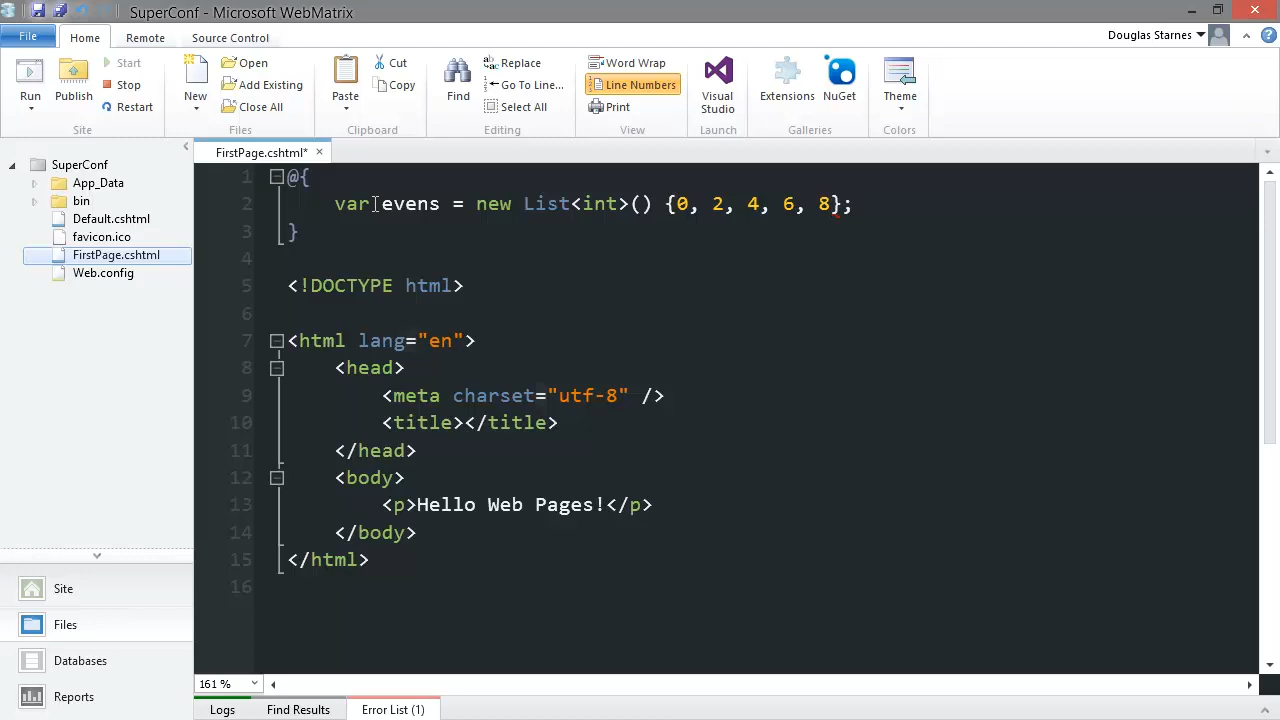 SuperConf - Microsoft WebMatrix
File
Home
Remote
Source Control
Douglas Starnes
Run
Publish
Start
Stop
Restart
Site
New
Open
Add Existing
Close All
Files
Paste
Cut
Copy
Clipboard
Find
Replace
Go To Line...
Select All
Editing
Word Wrap
Line Numbers
Print
View
Visual
Studio
Launch
Extensions
NuGet
Galleries
Theme
Colors
SuperConf
App_Data
bin
Default.cshtml
favicon.ico
FirstPage.cshtml
Web.config
Site
Files
Databases
Reports
FirstPage.cshtml*
1 @{
2 var evens = new List<int>() {0, 2, 4, 6, 8};
3 }
4
5 <!DOCTYPE html>
6
7 <html lang="en">
8 <head>
9 <meta charset="utf-8" />
10 <title></title>
11 </head>
12 <body>
13 <p>Hello Web Pages!</p>
14 </body>
15 </html>
16
161 %
Logs
Find Results
Error List (1)